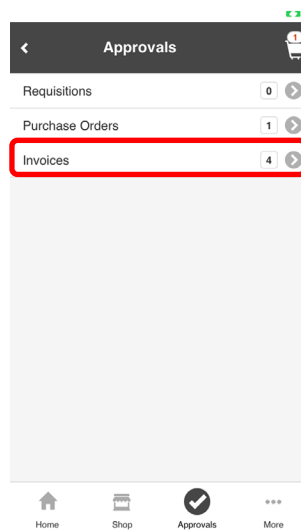 Approvals
1
Requisitions 0
Purchase Orders 1
Invoices 4
Home Shop Approvals More